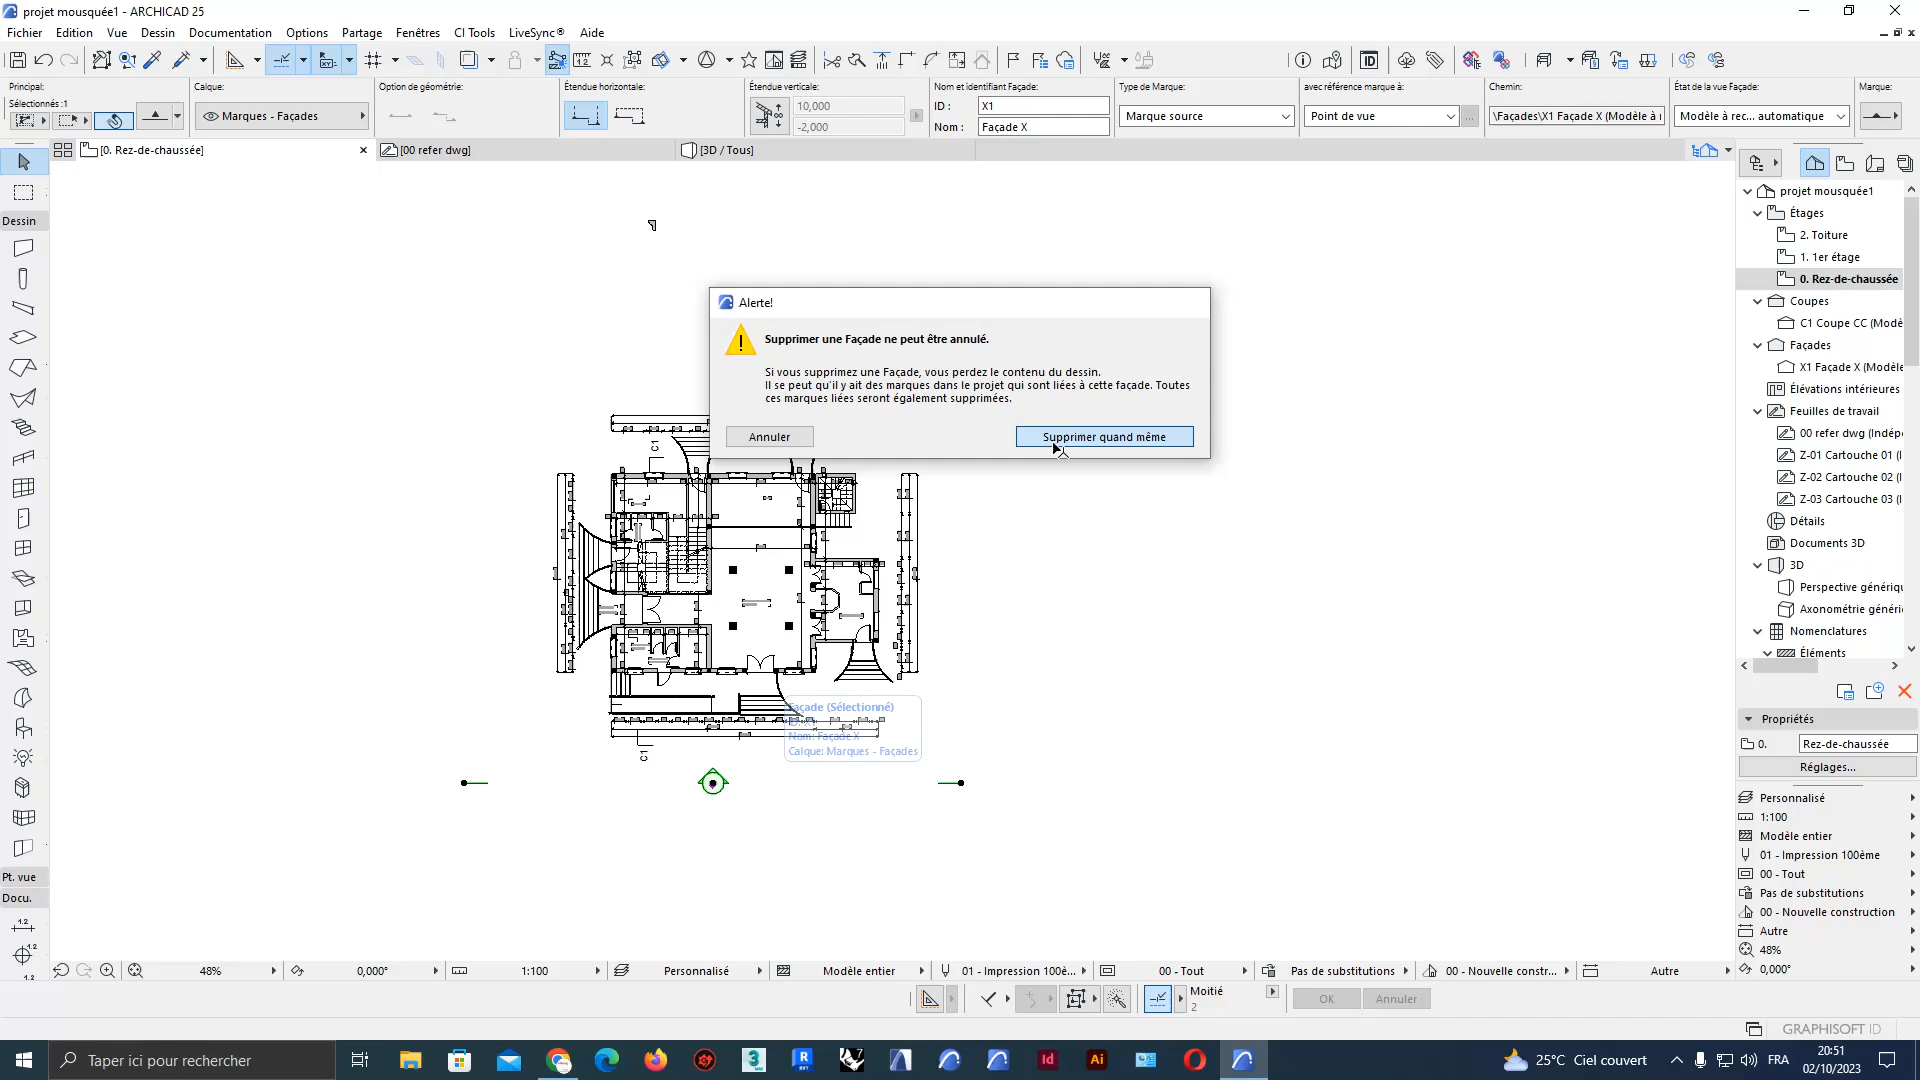 projet mousquée1 - ARCHICAD 25
Fichier Edition Vue Dessin Documentation Options Partage Fenêtres CI Tools LiveSync® Aide
Principal: Calque: Option de géométrie: Étendue horizontale: Étendue verticale: Nom et identifiant Façade: Type de Marque: avec référence marque à: Chemin: État de la vue Façade: Marque:
Sélectionnés :1
Marques - Façades
10,000
-2,000
ID : X1
Nom : Façade X
Marque source
Point de vue
...
\Façades\X1 Façade X (Modèle à
Modèle à rec... automatique
[0. Rez-de-chaussée]
[00 refer dwg]
[3D / Tous]
Dessin
Pt. vue
Docu.
1.2
1.2
1.2
Alerte!
Supprimer une Façade ne peut être annulé.
Si vous supprimez une Façade, vous perdez le contenu du dessin.
Il se peut qu'il y ait des marques dans le projet qui sont liées à cette façade. Toutes
ces marques liées seront également supprimées.
Annuler
Supprimer quand même
C1
C1
Façade (Sélectionné)
Nom: Façade X
Calque: Marques - Façades
projet mousquée1
Étages
2. Toiture
1. 1er étage
0. Rez-de-chaussée
Coupes
C1 Coupe CC (Modè
Façades
X1 Façade X (Modèle
Élévations intérieures
Feuilles de travail
00 refer dwg (Indép
Z-01 Cartouche 01 (I
Z-02 Cartouche 02 (I
Z-03 Cartouche 03 (I
Détails
Documents 3D
3D
Perspective génériqu
Axonométrie généri
Nomenclatures
Éléments
Propriétés
0. Rez-de-chaussée
Réglages...
Personnalisé
1:100
Modèle entier
01 - Impression 100ème
00 - Tout
Pas de substitutions
00 - Nouvelle construction
Autre
48%
0,000°
48% 0,000° 1:100 Personnalisé Modèle entier 01 - Impression 100è... 00 - Tout Pas de substitutions 00 - Nouvelle constr... Autre
Moitié
2
OK
Annuler
GRAPHISOFT ID
Taper ici pour rechercher
25°C Ciel couvert
FRA
20:51
02/10/2023